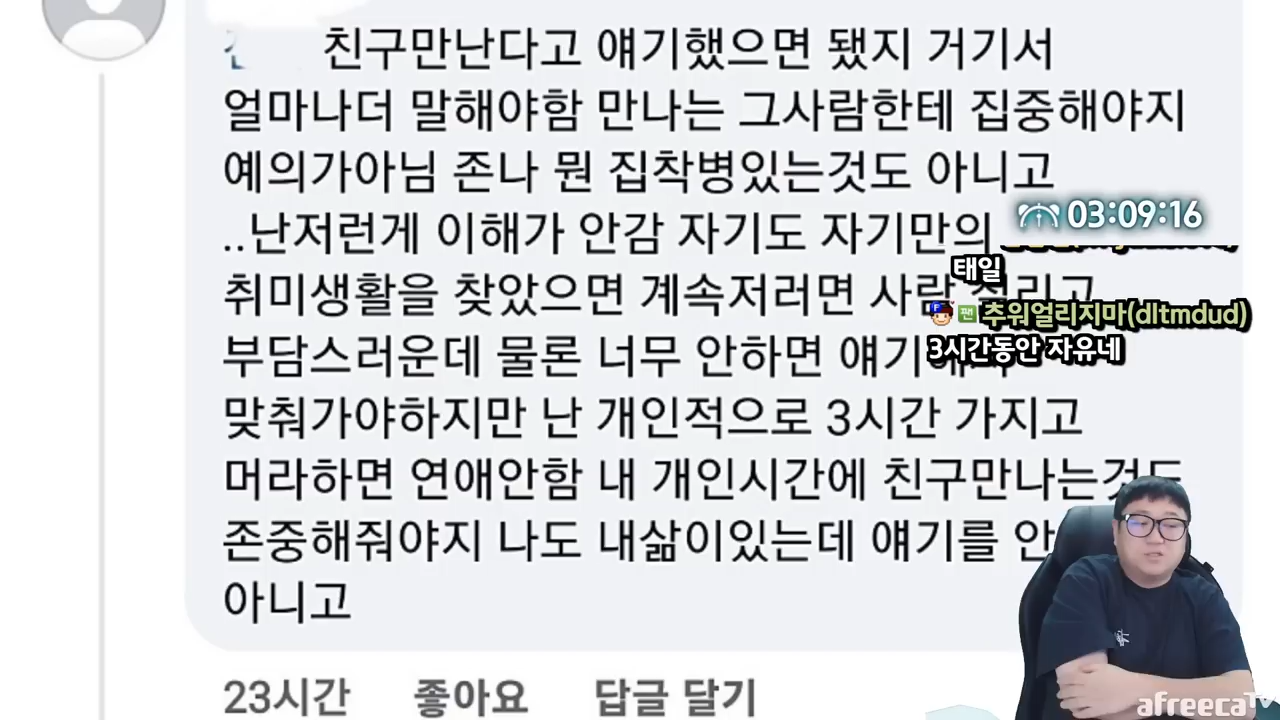 친구만난다고 얘기했으면 됐지 거기서
얼마나더 말해야함 만나는 그사람한테 집중해야지
예의가아님 존나 뭔 집착병있는것도 아니고
..난저런게 이해가 안감 자기도 자기만의
취미생활을 찾았으면 계속저러면 사람
부담스러운데 물론 너무 안하면
맞춰가야하지만 난 개인적으로 3시간 가지고
머라하면 연애안함 내 개인시간에 친구만나는것도
존중해줘야지 나도 내삶이있는데 얘기를 안
아니고
23시간 좋아요 답글 달기
03:09:16
태일
추워얼리지마(dltmdud)
3시간동안 자유네
afreecaTV